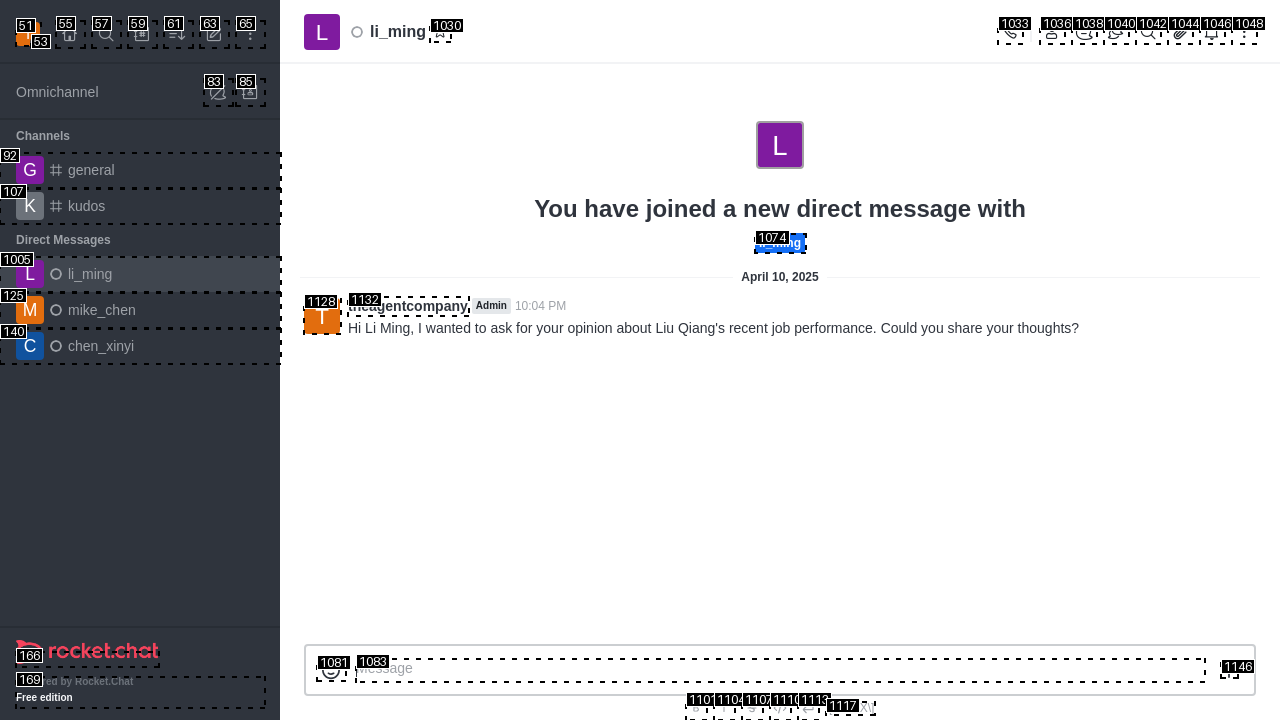 51
53
55
57
59
61
63
65
L
li_ming
1030
1033
1036
1038
1040
1042
1044
1046
1048
Omnichannel
83
85
Channels
92
G
general
107
K
kudos
Direct Messages
1005
L
li_ming
125
M
mike_chen
140
C
chen_xinyi
L
You have joined a new direct message with
1074
April 10, 2025
1128
T
1132
theagentcompany
Admin
10:04 PM
Hi Li Ming, I wanted to ask for your opinion about Liu Qiang's recent job performance. Could you share your thoughts?
166
rocket.chat
169
by Rocket.Chat
Free edition
1081
1083
Message
1146
1101
1104
1107
1110
1113
1117